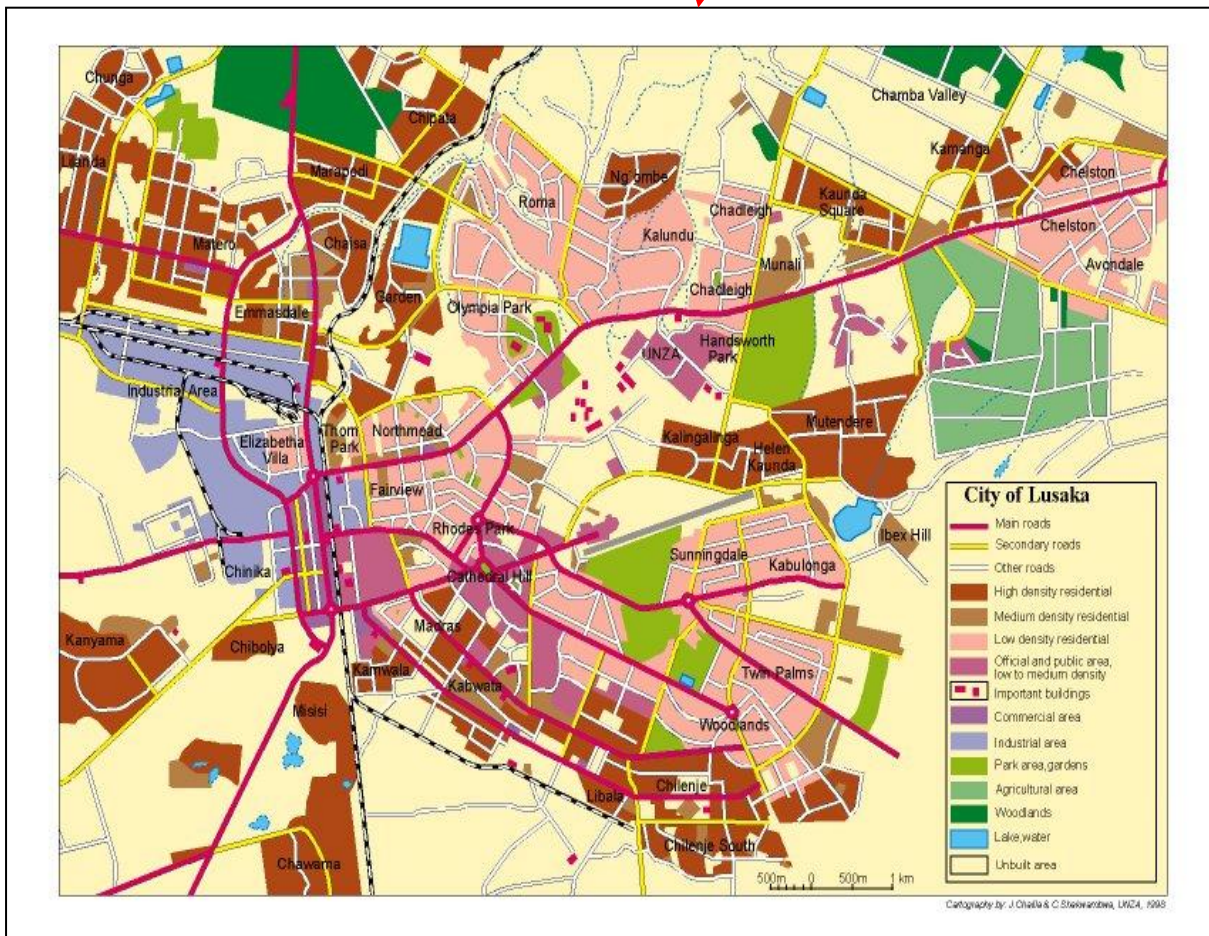 Chunga
Chamba Valley
Chipata
Lilanda
Kamanga
Marapodi
Ng'ombe
Chelston
Roma
Kaunda
Square
Chadleigh
Chelston
Matero
Chaisa
Kalundu
Munali
Avondale
Garden
Chadleigh
Emmasdale
Olympia Park
UNZA
Handsworth
Park
Industrial Area
Elizabetha
Villa
Thorn
Park
Northmead
Kalingalinga
Helen
Kaunda
Mutendere
Fairview
Rhodes Park
Ibex Hill
Sunningdale
Kabulonga
Chinika
Cathedral Hill
Kanyama
Chibolya
Madras
Kamwala
Kabwata
Twin Palms
Misisi
Woodlands
Libala
Chilenje
Chilenje South
Chawama
City of Lusaka
Main roads
Secondary roads
Other roads
High density residential
Medium density residential
Low density residential
Official and public area,
low to medium density
Important buildings
Commercial area
Industrial area
Park area,gardens
Agricultural area
Woodlands
Lake,water
Unbuilt area
500m 0 500m 1 km
Cartography by: J.Chalila & C. UNZA, 1998